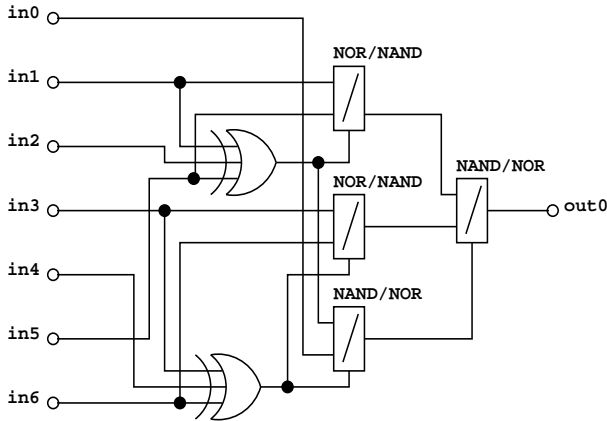 in0
NOR/NAND
in1
in2
NAND/NOR
NOR/NAND
in3
out0
in4
NAND/NOR
in5
in6